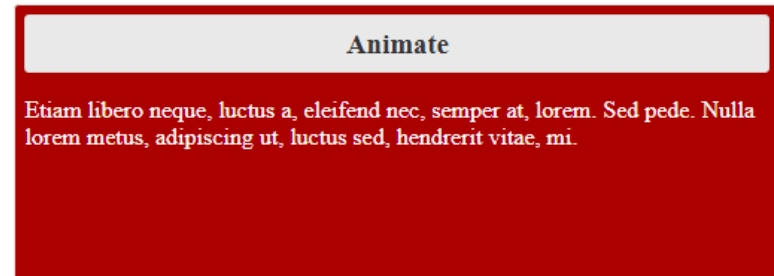 Animate
Etiam libero neque, luctus a, eleifend nec, semper at, lorem. Sed pede. Nulla
lorem metus, adipiscing ut, luctus sed, hendrerit vitae, mi.